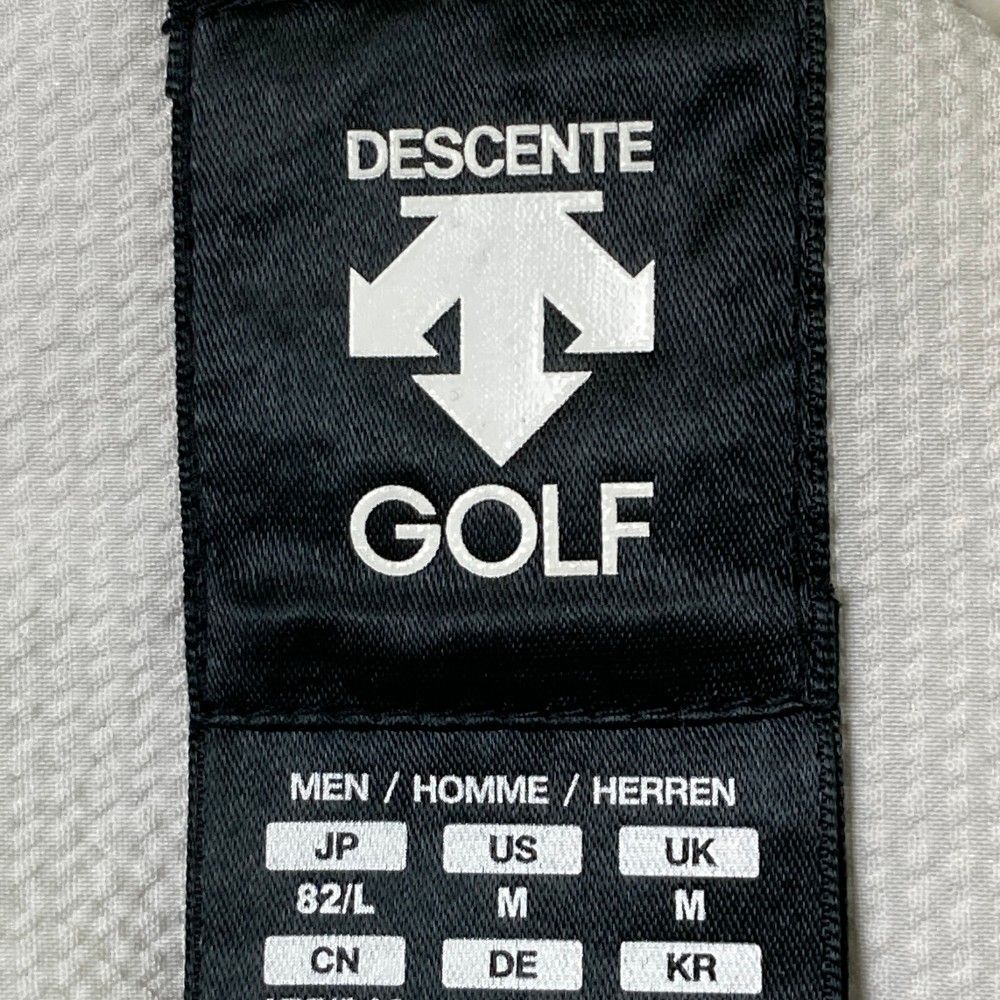 DESCENTE
GOLF
MEN / HOMME / HERREN
JP US UK
82/L M M
CN DE KR